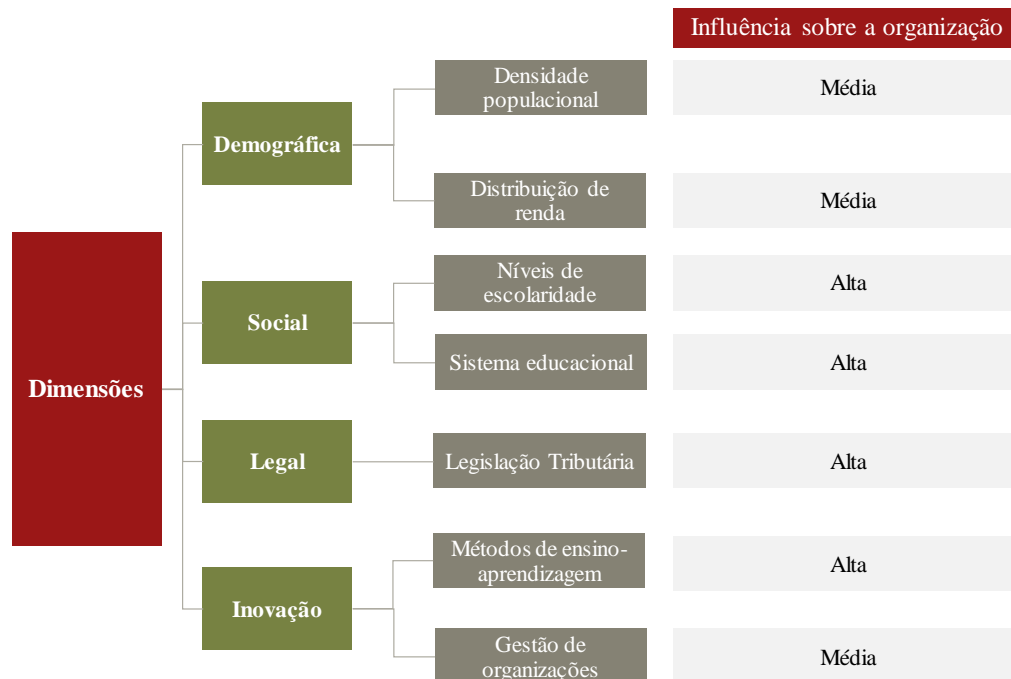 Influência sobre a organização
Densidade
populacional
Média
Demográfica
Distribuição de
renda
Média
Níveis de
escolaridade
Alta
Social
Sistema educacional
Alta
Dimensões
Legal
Legislação Tributária
Alta
Métodos de ensino-
aprendizagem
Alta
Inovação
Gestão de
organizações
Média